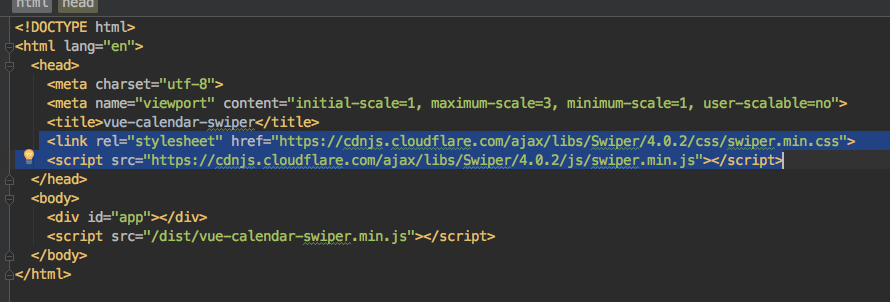 html head
<!DOCTYPE html>
<html lang="en">
<head>
<meta charset="utf-8">
<meta name="viewport" content="initial-scale=1, maximum-scale=3, minimum-scale=1, user-scalable=no">
<title>vue-calendar-swiper</title>
<link rel="stylesheet" href="https://cdnjs.cloudflare.com/ajax/libs/Swiper/4.0.2/css/swiper.min.css">
<script src="https://cdnjs.cloudflare.com/ajax/libs/Swiper/4.0.2/js/swiper.min.js"></script>
</head>
<body>
<div id="app"></div>
<script src="/dist/vue-calendar-swiper.min.js"></script>
</body>
</html>